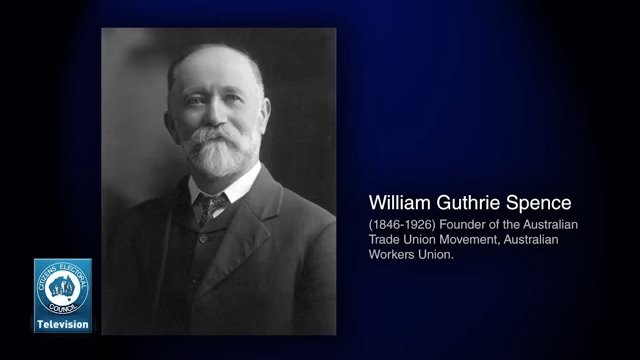 William Guthrie Spence
(1846-1926) Founder of the Australian
Trade Union Movement, Australian
Workers Union.
CITIZENS ELECTORAL
COUNCIL
Television